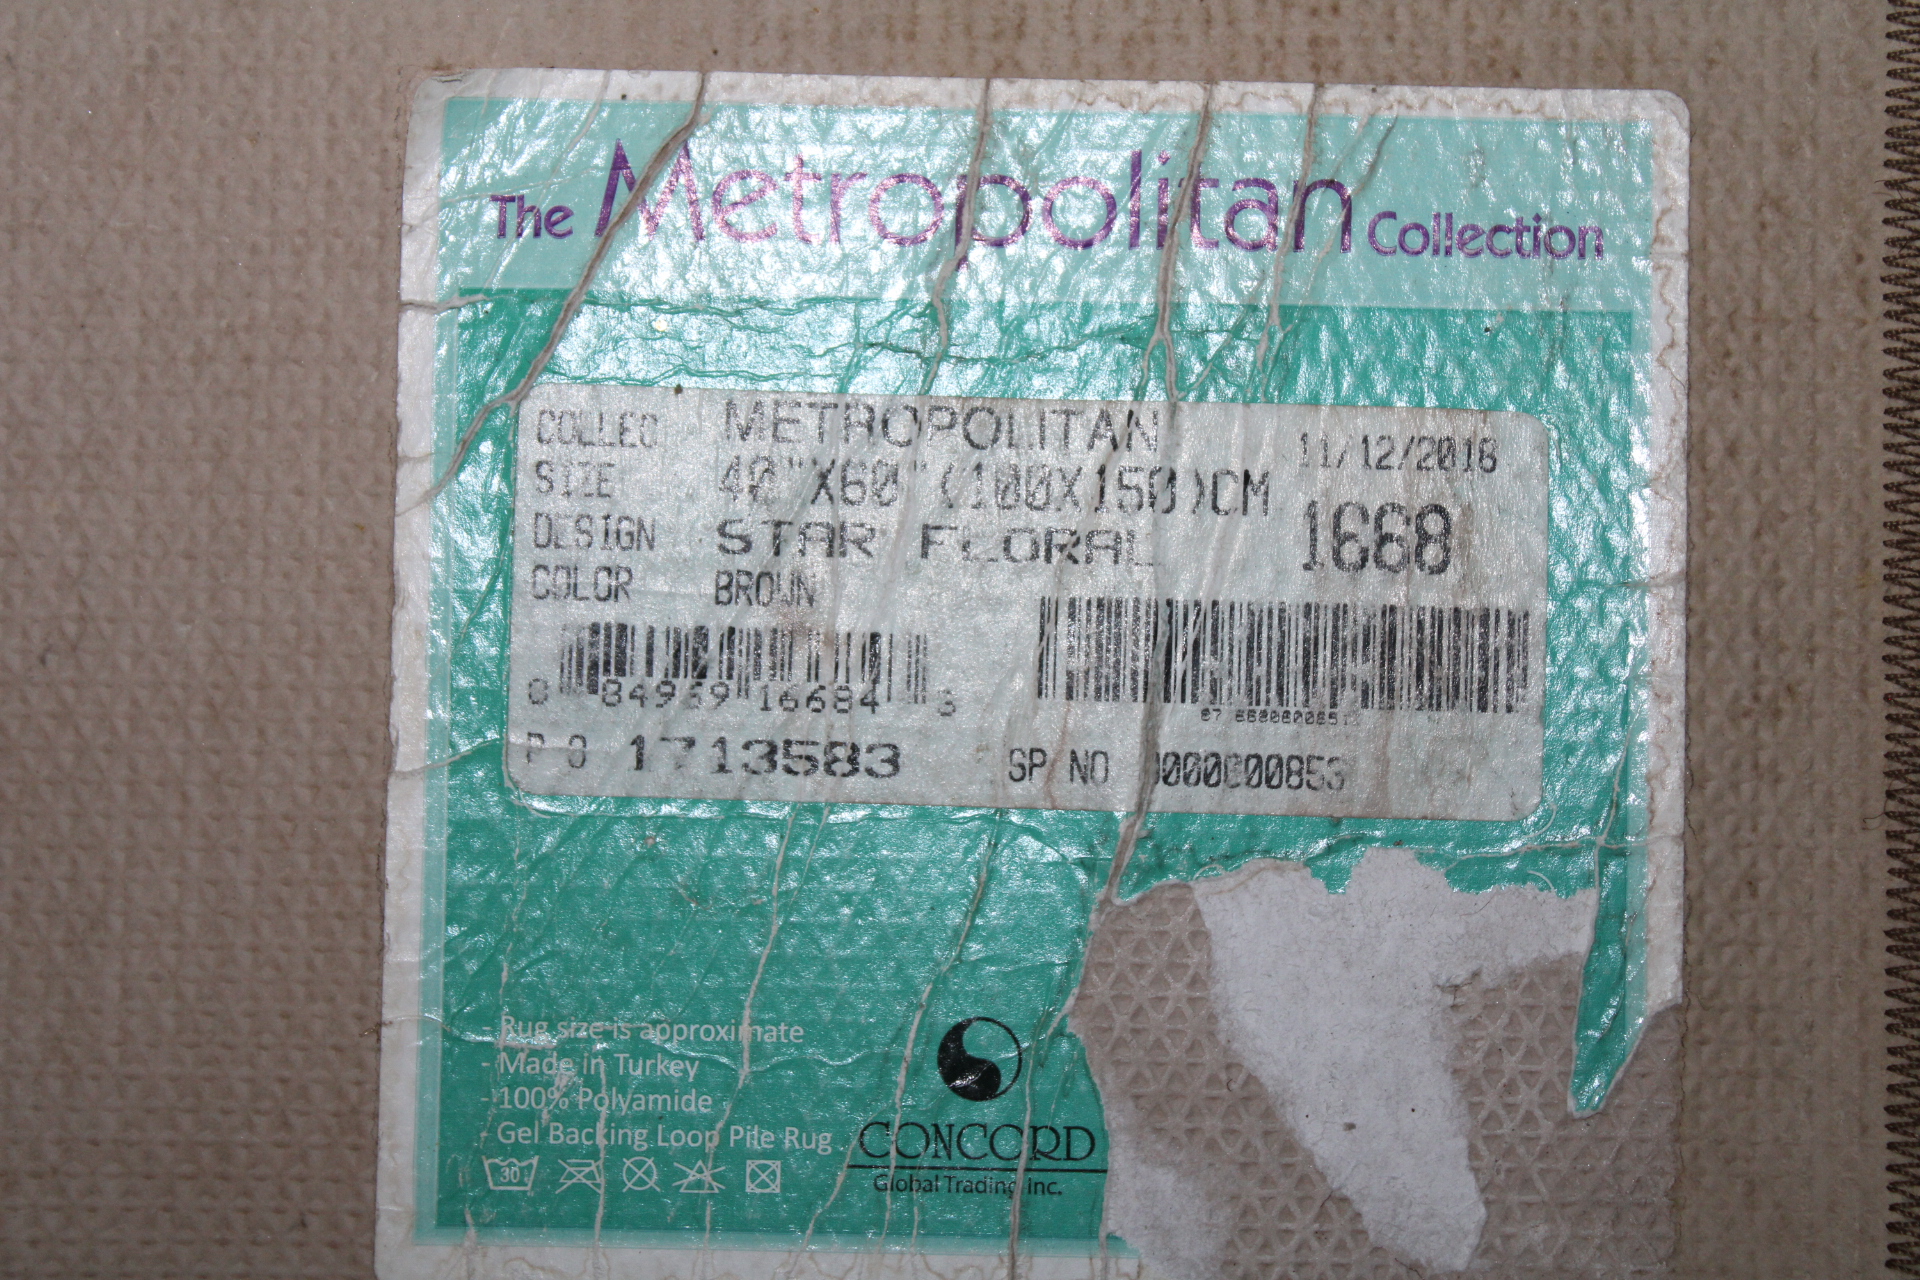 The Metropolitan Collection
COLLEC METROPOLITAN 11/12/2018
SIZE 40"X60"(100X150)CM
DESIGN STAR FLORAL 1668
COLOR BROWN
0 84969 16684 3
P O 1713583 SP NO
- Rug size is approximate
- Made in Turkey
- 100% Polyamide
- Gel Backing Loop Pile Rug
30
CONCORD
Global Trading inc.